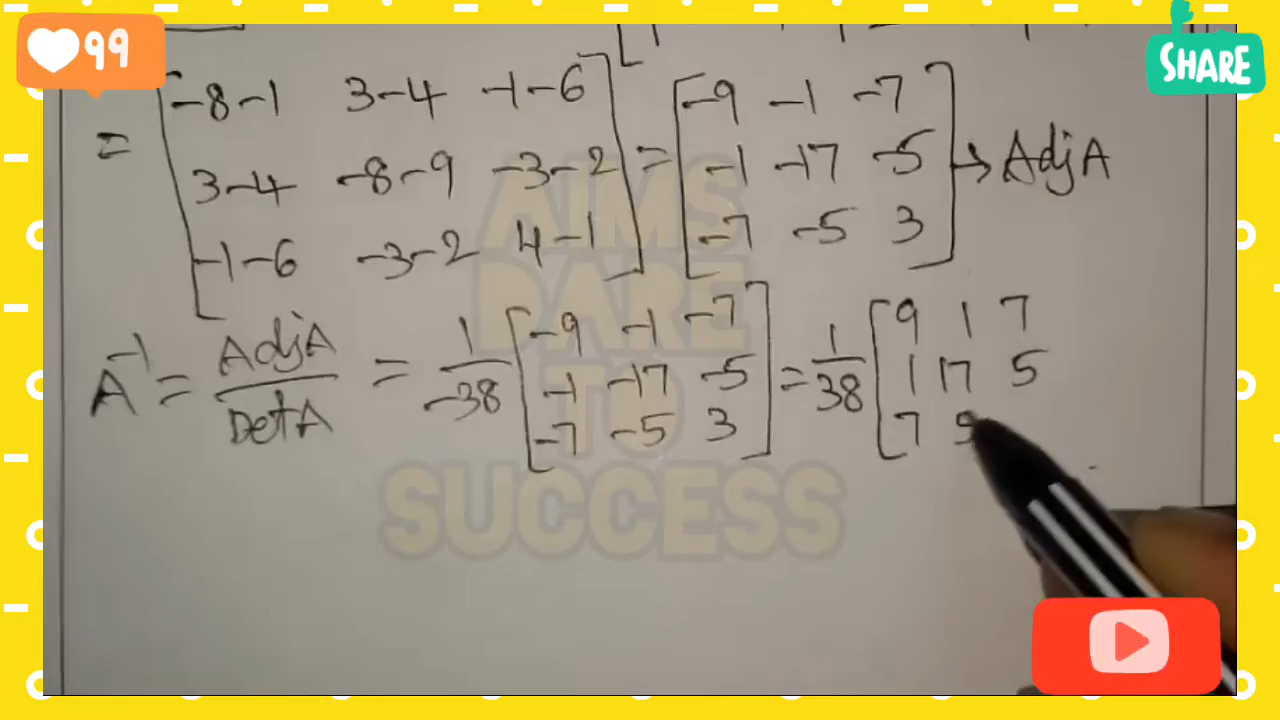 99
SHARE
= [ -8-1 3-4 -1-6 ] = [ -9 -1 -7 ]
[ 3-4 -8-9 -3-2 ] [ -1 -17 -5 ] → AdjA
[ -1-6 -3-2 4-1 ] [ -7 -5 3 ]
A⁻¹ = AdjA / DetA = 1/-38 [ -9 -1 -7 ] = 1/38 [ 9 1 7
[ -1 -17 -5 ] [ 1 17 5
[ -7 -5 3 ] [ 7 5
AIMS
DARE
TO
SUCCESS